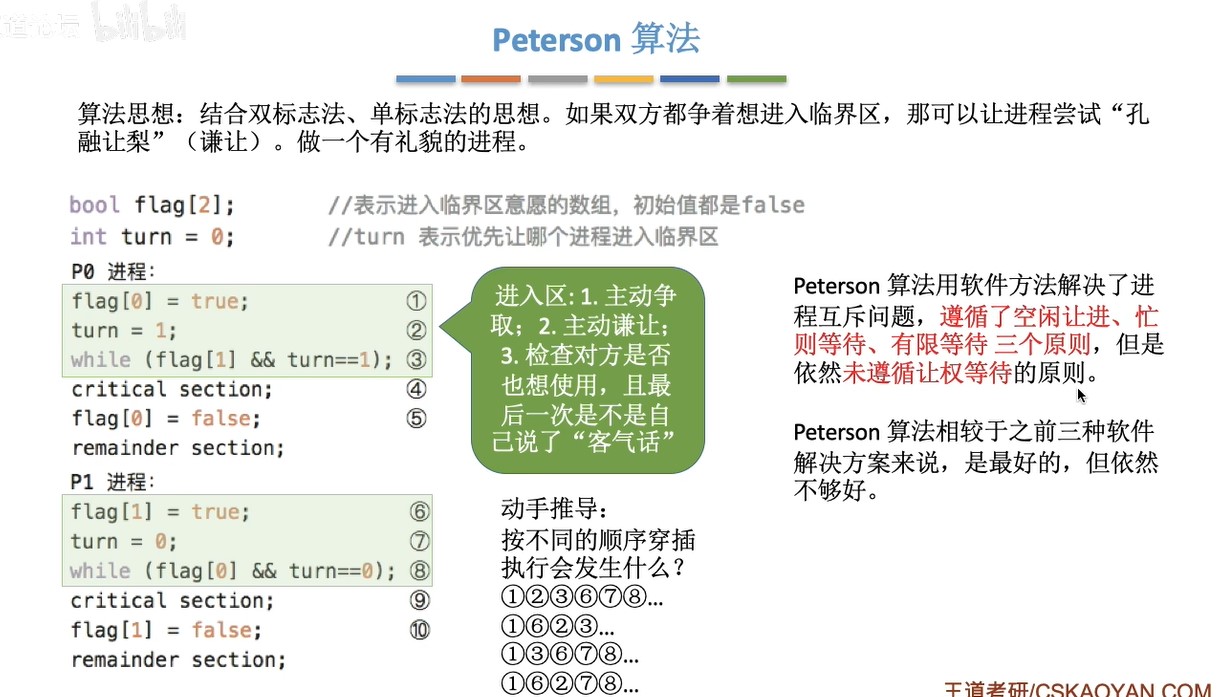 bilibili
Peterson 算法
算法思想：结合双标志法、单标志法的思想。如果双方都争着想进入临界区，那可以让进程尝试“孔
融让梨”（谦让）。做一个有礼貌的进程。
bool flag[2]; //表示进入临界区意愿的数组，初始值都是false
int turn = 0; //turn 表示优先让哪个进程进入临界区
P0 进程：
flag[0] = true; ①
turn = 1; ②
while (flag[1] && turn==1); ③
critical section; ④
flag[0] = false; ⑤
remainder section;
P1 进程：
flag[1] = true; ⑥
turn = 0; ⑦
while (flag[0] && turn==0); ⑧
critical section; ⑨
flag[1] = false; ⑩
remainder section;
进入区: 1. 主动争
取；2. 主动谦让；
3. 检查对方是否
也想使用，且最
后一次是不是自
己说了“客气话”
动手推导：
按不同的顺序穿插
执行会发生什么？
①②③⑥⑦⑧...
①⑥②③...
①③⑥⑦⑧...
①⑥②⑦⑧...
Peterson 算法用软件方法解决了进
程互斥问题，遵循了空闲让进、忙
则等待、有限等待 三个原则，但是
依然未遵循让权等待的原则。
Peterson 算法相较于之前三种软件
解决方案来说，是最好的，但依然
不够好。
王道考研/CSKAOYAN.COM